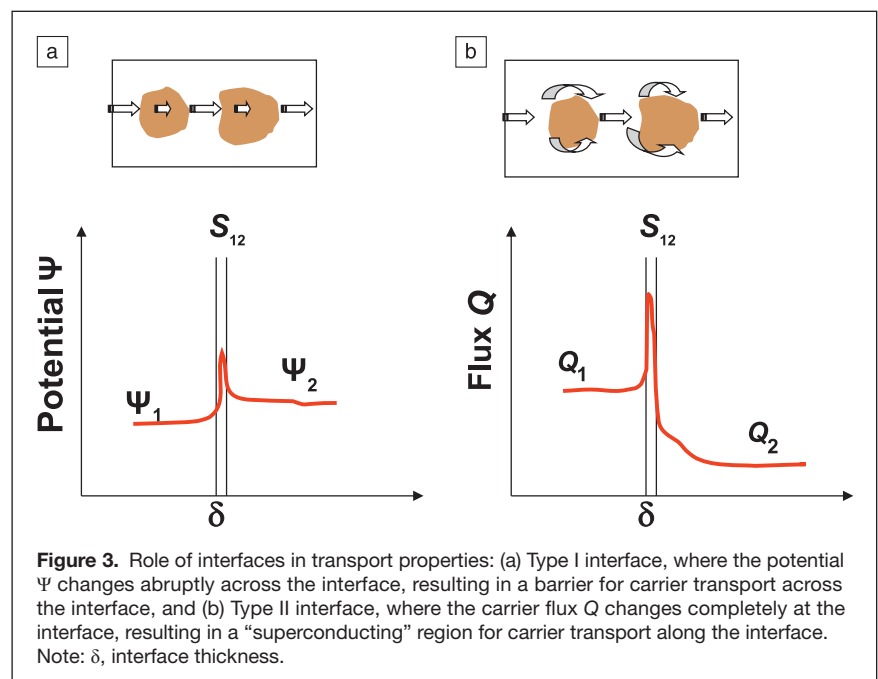 a
b
S12
S12
Potential Ψ
Flux Q
Ψ1
Ψ2
Q1
Q2
δ
δ
Figure 3. Role of interfaces in transport properties: (a) Type I interface, where the potential
Ψ changes abruptly across the interface, resulting in a barrier for carrier transport across
the interface, and (b) Type II interface, where the carrier flux Q changes completely at the
interface, resulting in a “superconducting” region for carrier transport along the interface.
Note: δ, interface thickness.